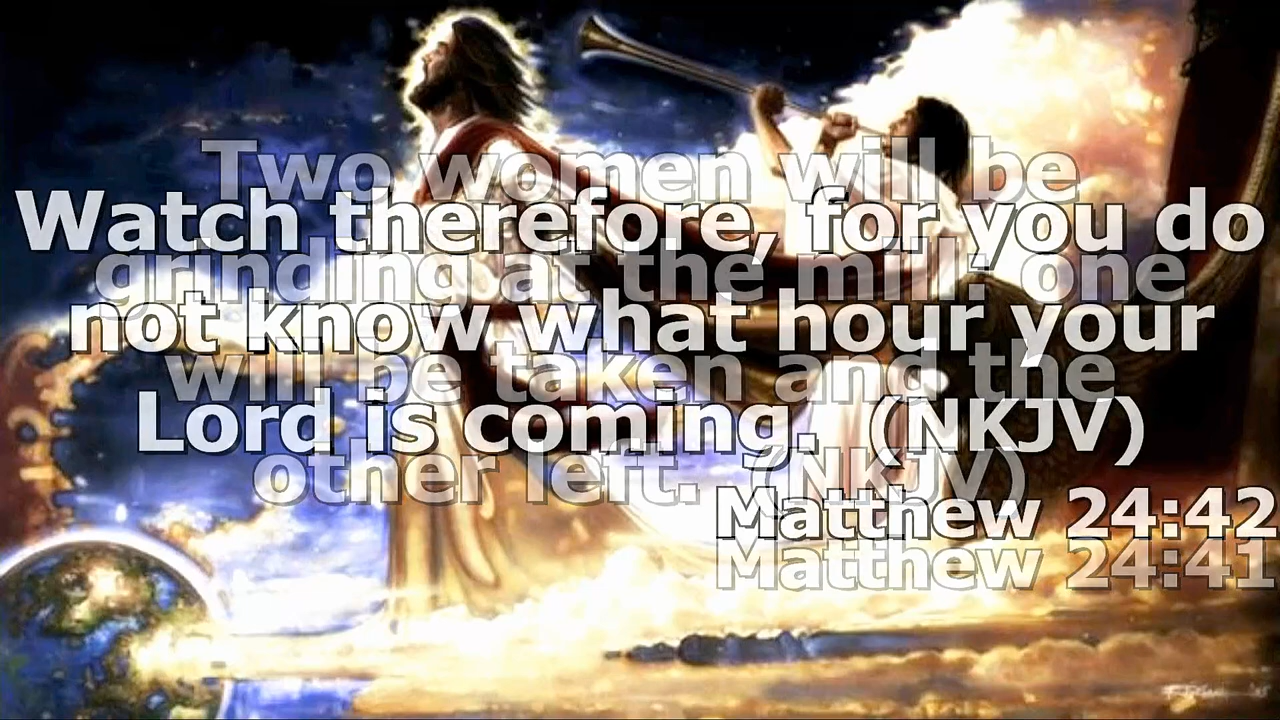 Two women will be
grinding at the mill: one
will be taken and the
other left. (NKJV)
Matthew 24:41
Watch therefore, for you do
not know what hour your
Lord is coming. (NKJV)
Matthew 24:42